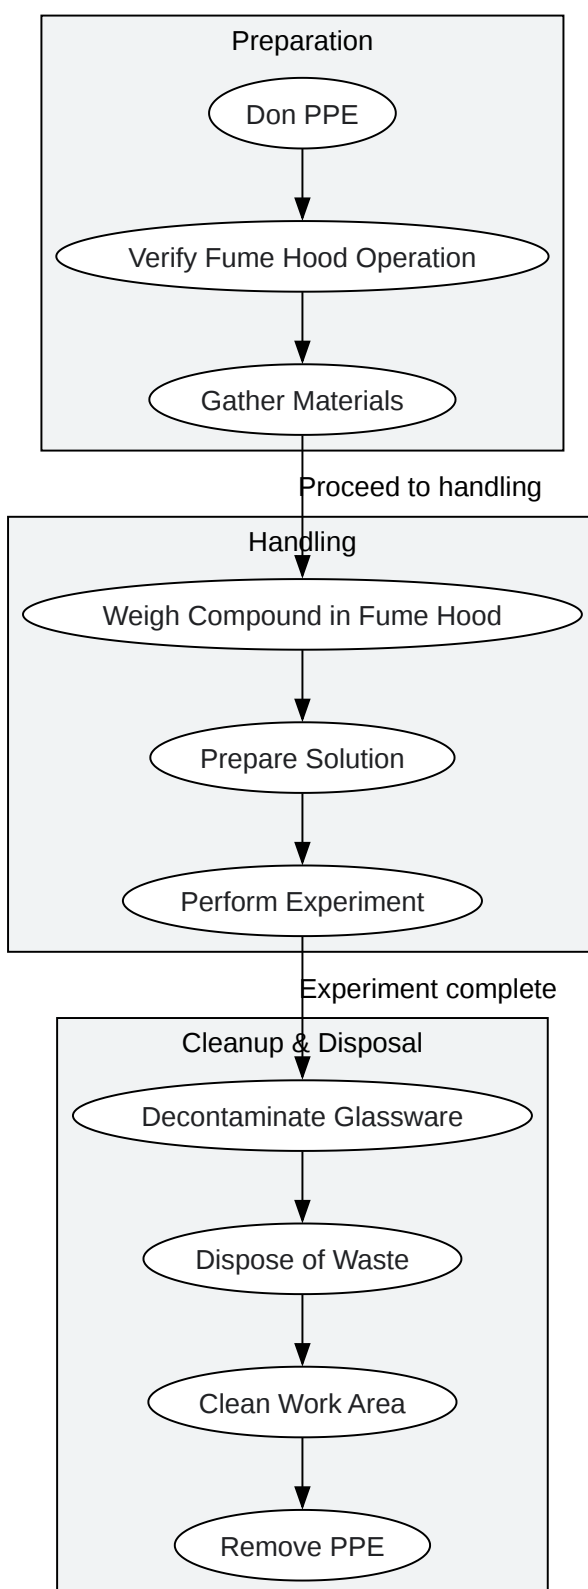 Preparation
Don PPE
Verify Fume Hood Operation
Gather Materials
Proceed to handling
Handling
Weigh Compound in Fume Hood
Prepare Solution
Perform Experiment
Experiment complete
Cleanup & Disposal
Decontaminate Glassware
Dispose of Waste
Clean Work Area
Remove PPE